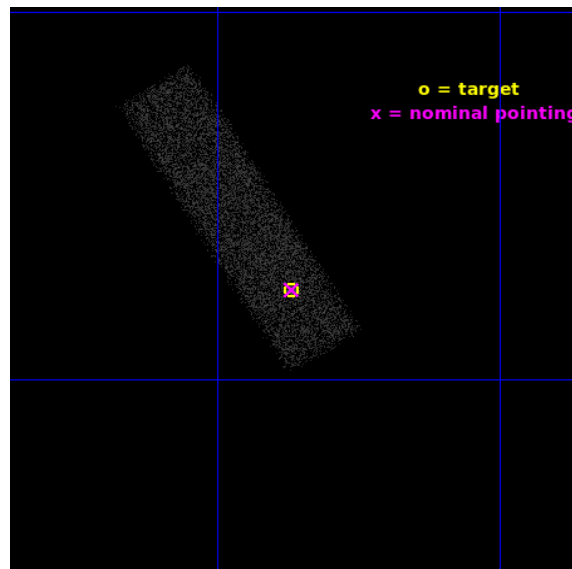 o = target
x = nominal pointing